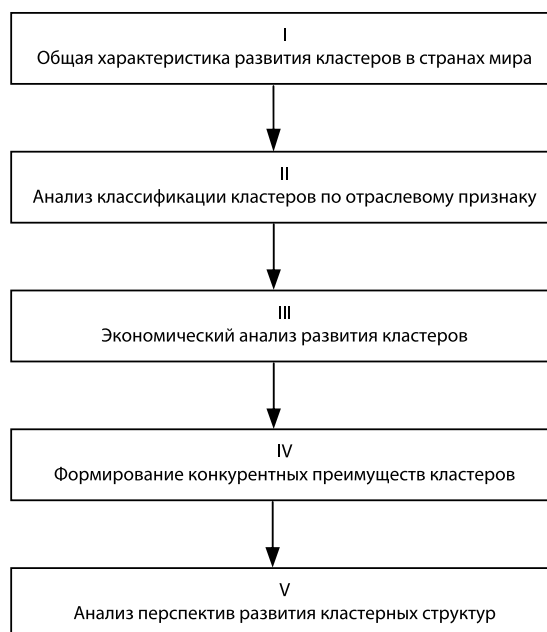 I
Общая характеристика развития кластеров в странах мира
II
Анализ классификации кластеров по отраслевому признаку
III
Экономический анализ развития кластеров
IV
Формирование конкурентных преимуществ кластеров
V
Анализ перспектив развития кластерных структур